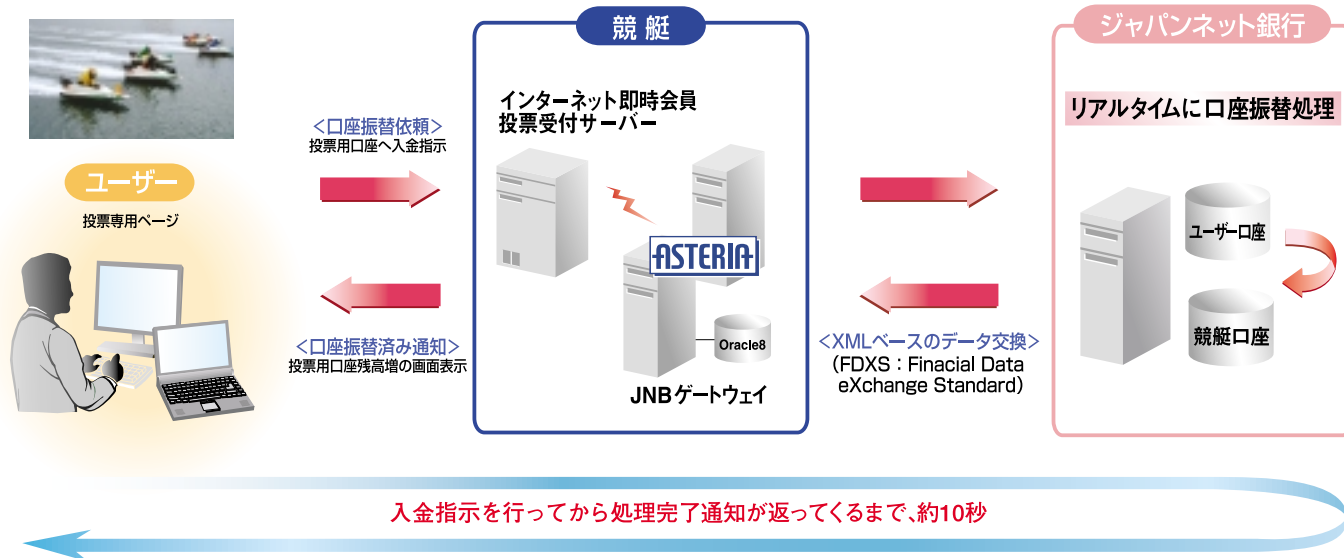 競 艇
ジャパンネット銀行
インターネット即時会員
投票受付サーバー
リアルタイムに口座振替処理
<口座振替依頼>
投票用口座へ入金指示
ユーザー
投票専用ページ
ユーザー口座
ASTERIA
競艇口座
Oracle8
<口座振替済み通知>
投票用口座残高増の画面表示
<XMLベースのデータ交換>
(FDXS : Finacial Data
eXchange Standard)
JNBゲートウェイ
入金指示を行ってから処理完了通知が返ってくるまで、約10秒